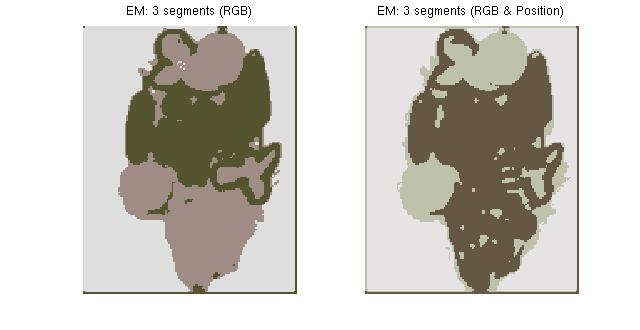 EM: 3 segments (RGB)
EM: 3 segments (RGB & Position)